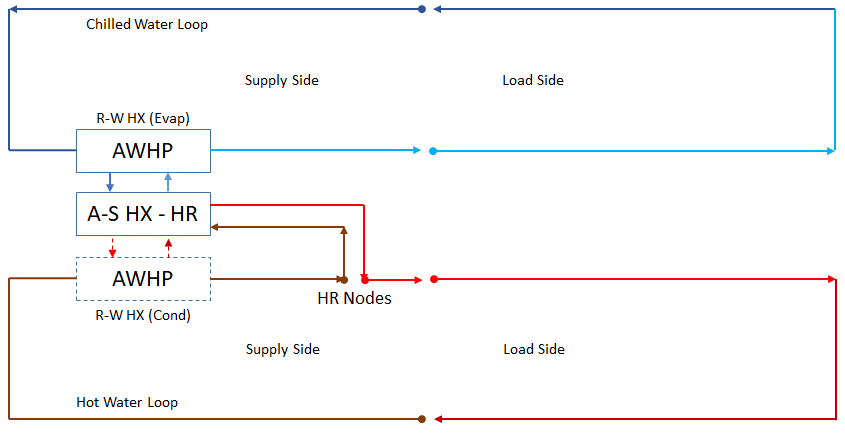 Chilled Water Loop
Supply Side
Load Side
R-W HX (Evap)
AWHP
A-S HX - HR
AWHP
HR Nodes
R-W HX (Cond)
Supply Side
Load Side
Hot Water Loop